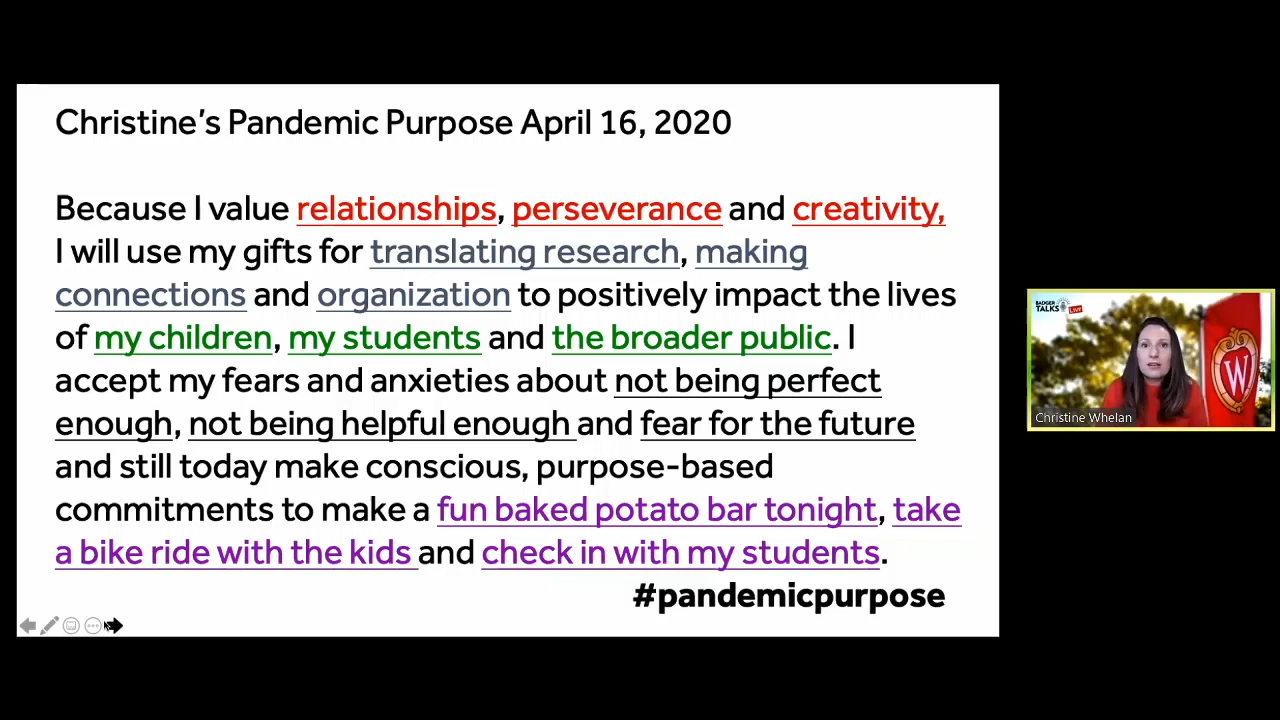 Christine's Pandemic Purpose April 16, 2020
Because I value relationships, perseverance and creativity,
I will use my gifts for translating research, making
connections and organization to positively impact the lives
of my children, my students and the broader public. I
accept my fears and anxieties about not being perfect
enough, not being helpful enough and fear for the future
and still today make conscious, purpose-based
commitments to make a fun baked potato bar tonight, take
a bike ride with the kids and check in with my students.
#pandemicpurpose
BADGER
TALKS LIVE
W
Christine Whelan